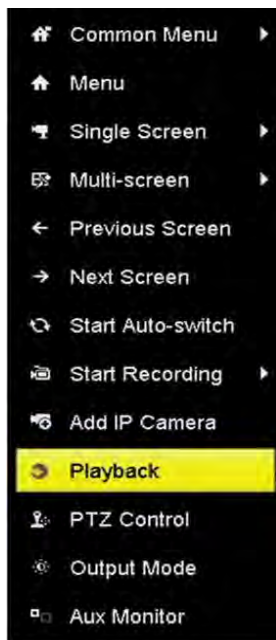 Common Menu
Menu
Single Screen
Multi-screen
Previous Screen
Next Screen
Start Auto-switch
Start Recording
Add IP Camera
Playback
PTZ Control
Output Mode
Aux Monitor